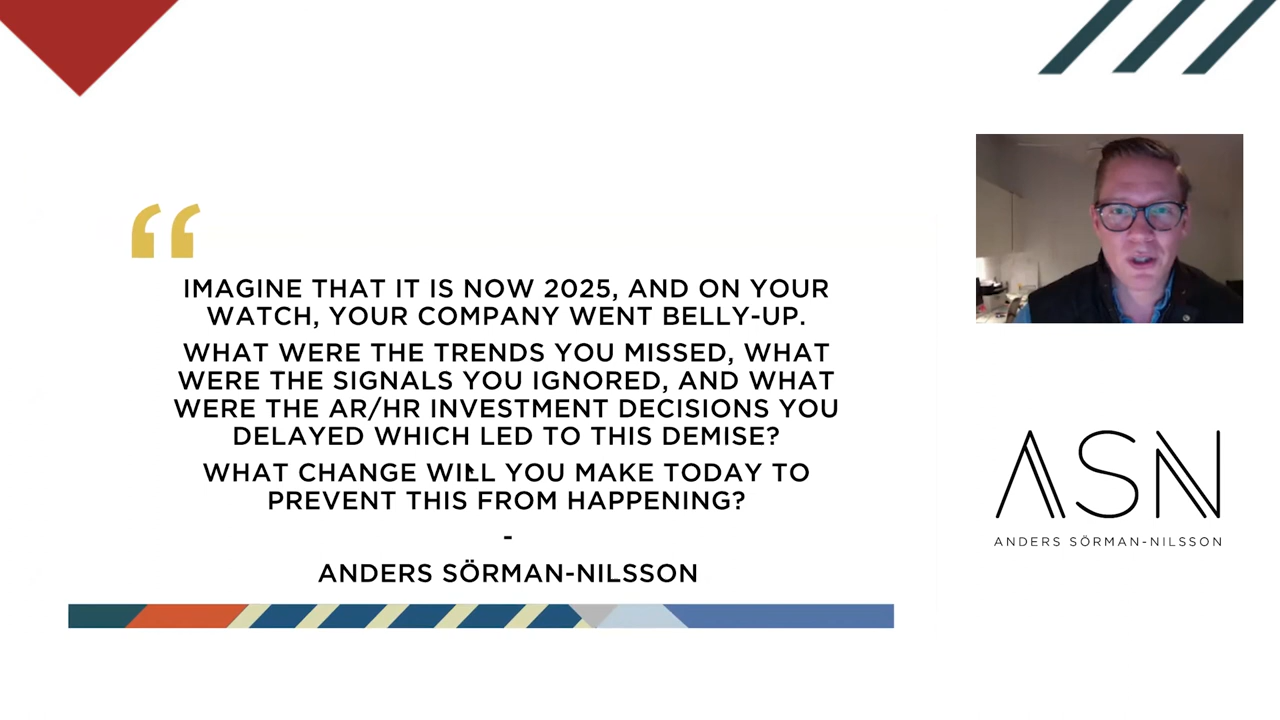 “
IMAGINE THAT IT IS NOW 2025, AND ON YOUR
WATCH, YOUR COMPANY WENT BELLY-UP.
WHAT WERE THE TRENDS YOU MISSED, WHAT
WERE THE SIGNALS YOU IGNORED, AND WHAT
WERE THE AR/HR INVESTMENT DECISIONS YOU
DELAYED WHICH LED TO THIS DEMISE?
WHAT CHANGE WILL YOU MAKE TODAY TO
PREVENT THIS FROM HAPPENING?
-
ANDERS SÖRMAN-NILSSON
ASN
ANDERS SÖRMAN-NILSSON